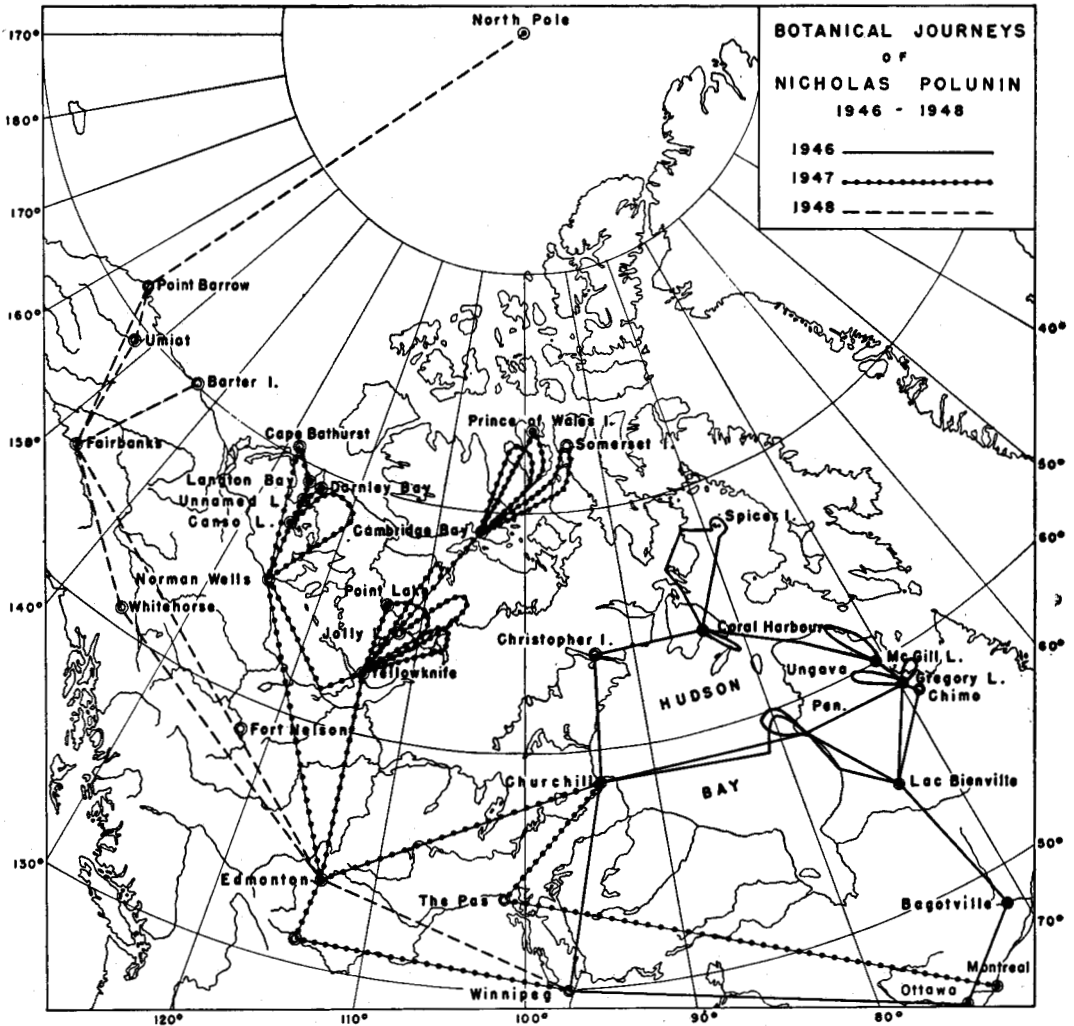 North Pole
BOTANICAL JOURNEYS
OF
NICHOLAS POLUNIN
1946 - 1948
1946
1947
1948
170°
180°
170°
160°
150°
140°
130°
120°
110°
100°
90°
80°
70°
60°
50°
60°
50°
40°
Point Barrow
Umiat
Barter I.
Fairbanks
Whitehorse
Cape Bathurst
Langton Bay
Darnley Bay
Unnamed L.
Canso L.
Norman Wells
Prince of Wales I.
Somerset I.
Cambridge Bay
Point Lake
Jolly L.
Yellowknife
Fort Nelson
Spicer I.
Coral Harbour
Christopher I.
McGill L.
Gregory L.
Chimo
Ungava
Pen.
HUDSON
BAY
Churchill
Lac Bienville
Edmonton
The Pas
Bagotville
Montreal
Ottawa
Winnipeg